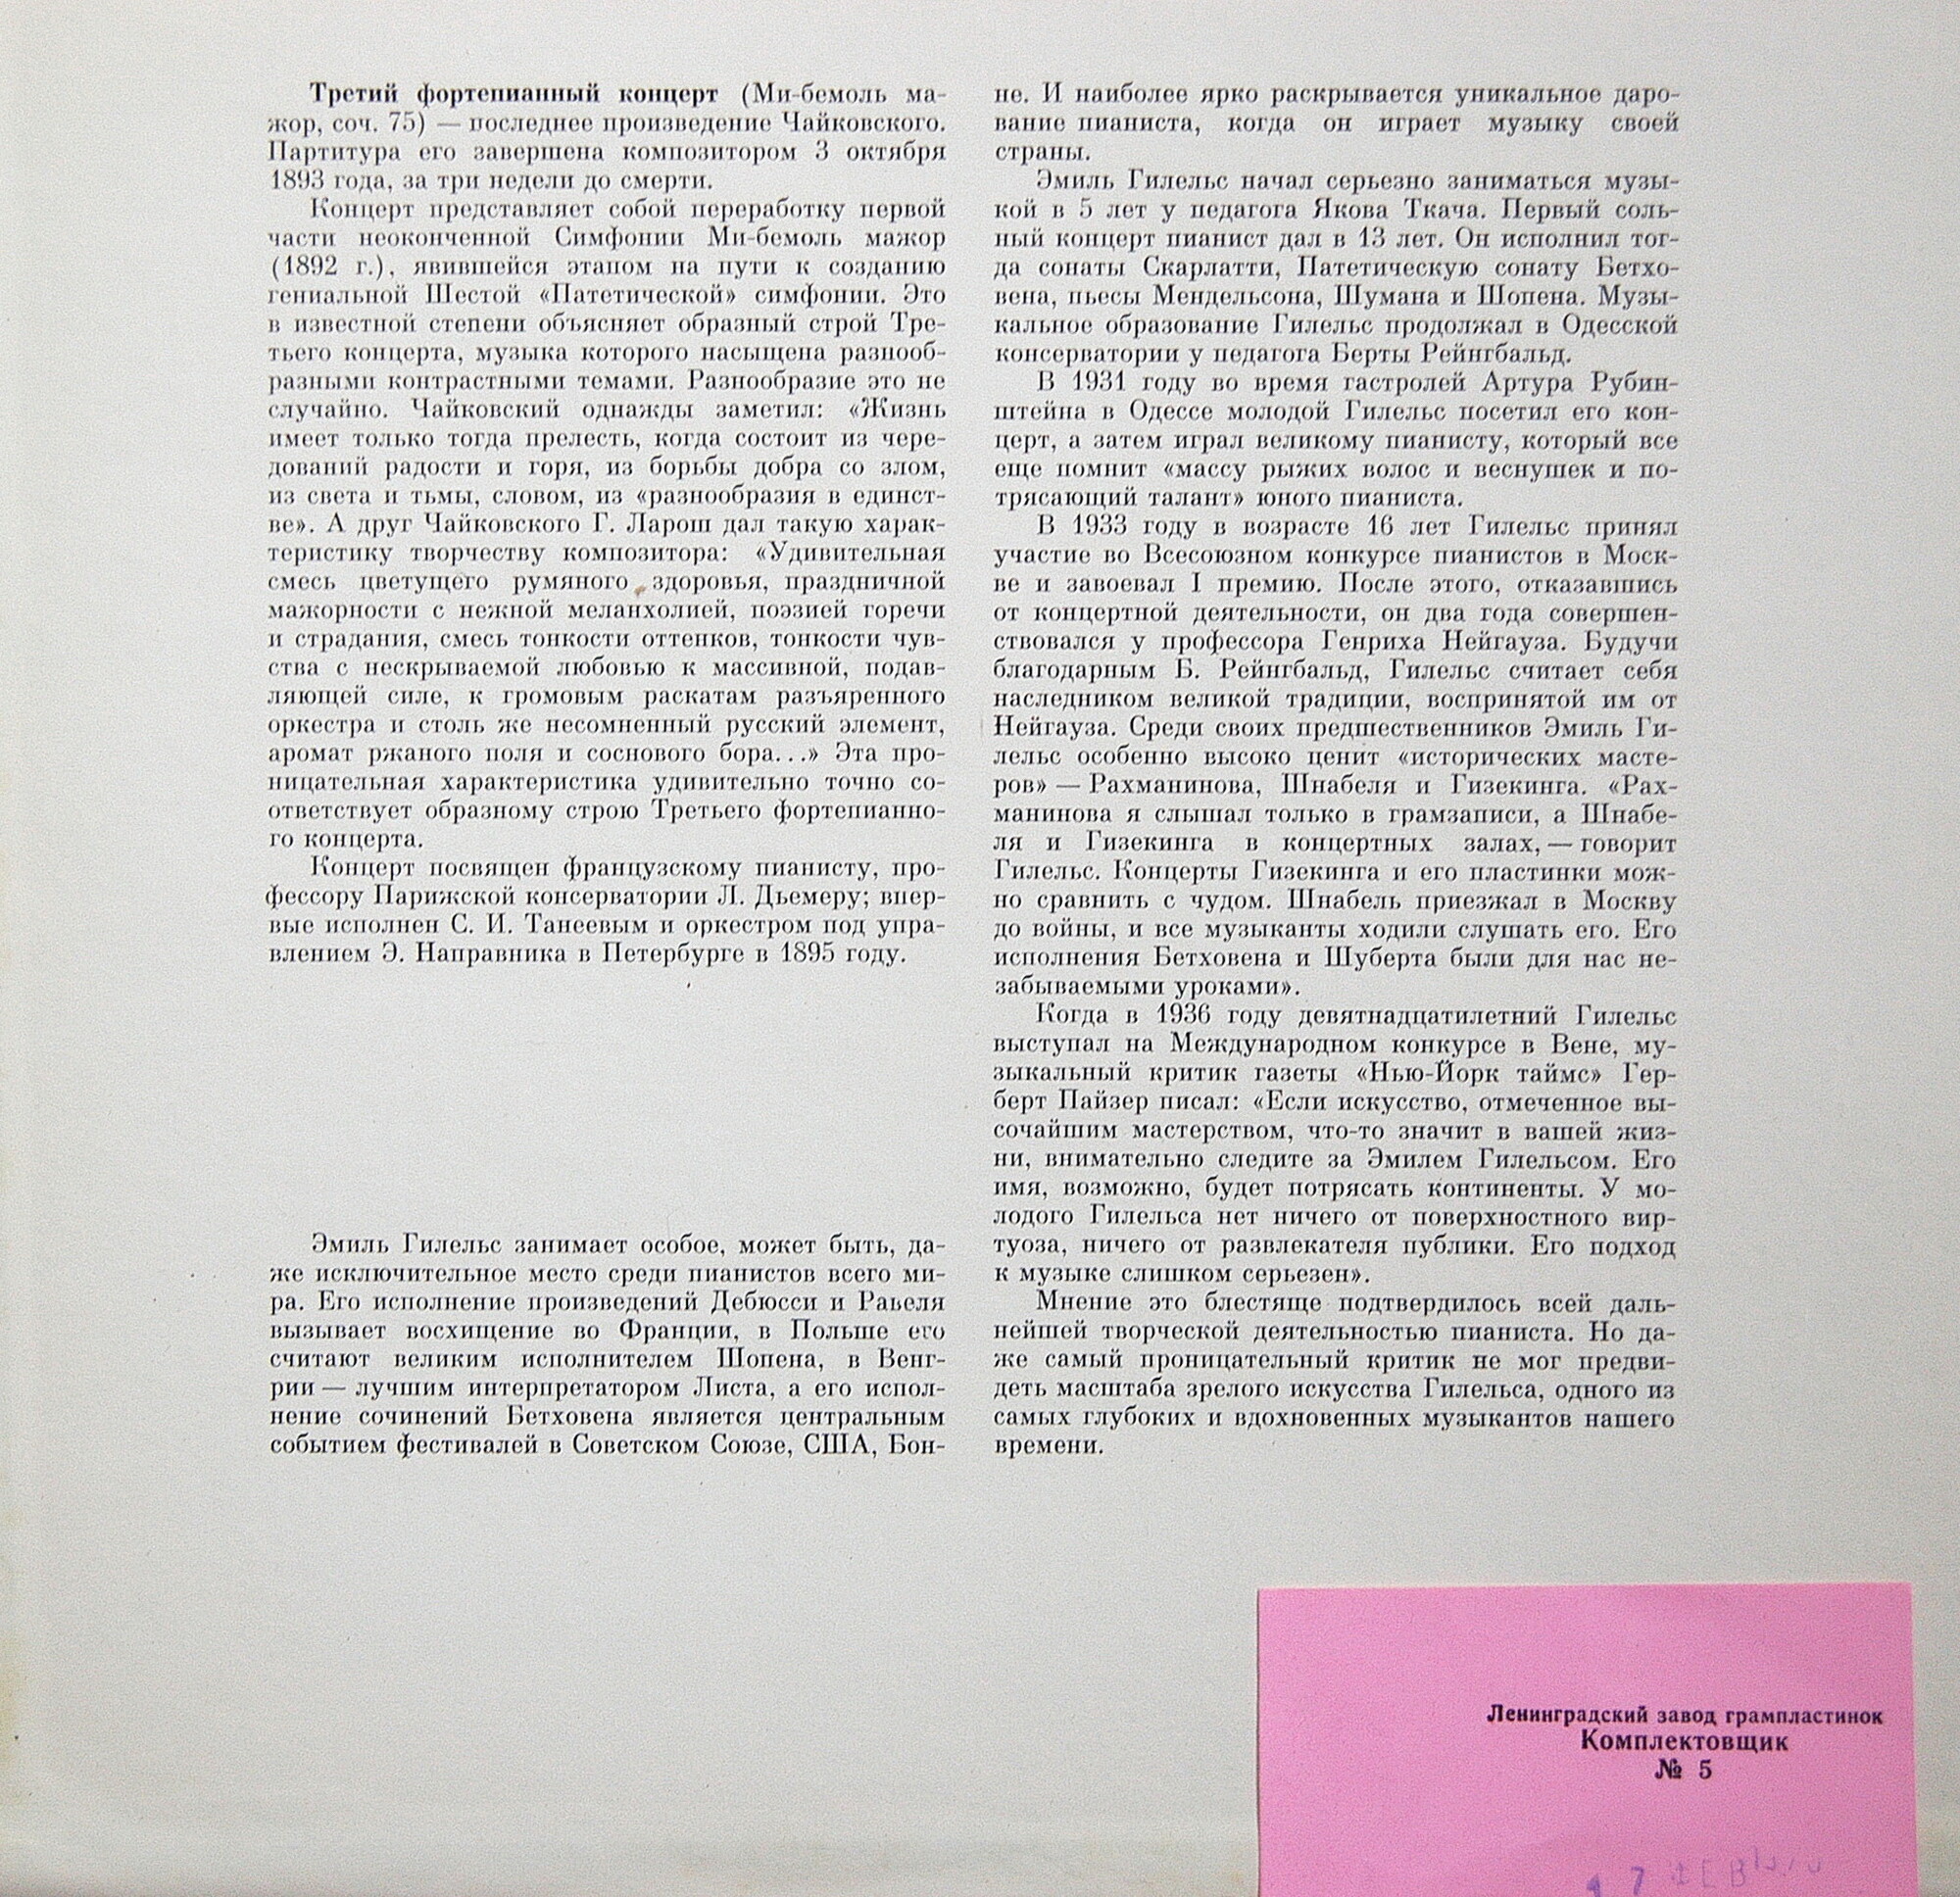 Третий фортепианный концерт (Ми-бемоль ма-
жор, соч. 75) — последнее произведение Чайковского.
Партитура его завершена композитором 3 октября
1893 года, за три недели до смерти.
Концерт представляет собой переработку первой
части неоконченной Симфонии Ми-бемоль мажор
(1892 г.), явившейся этапом на пути к созданию
гениальной Шестой «Патетической» симфонии. Это
в известной степени объясняет образный строй Тре-
тьего концерта, музыка которого насыщена разнооб-
разными контрастными темами. Разнообразие это не
случайно. Чайковский однажды заметил: «Жизнь
имеет только тогда прелесть, когда состоит из чере-
дований радости и горя, из борьбы добра со злом,
из света и тьмы, словом, из «разнообразия в единст-
ве». А друг Чайковского Г. Ларош дал такую харак-
теристику творчеству композитора: «Удивительная
смесь цветущего румяного здоровья, праздничной
мажорности с нежной меланхолией, поэзией горечи
и страдания, смесь тонкости оттенков, тонкости чув-
ства с нескрываемой любовью к массивной, подав-
ляющей силе, к громовым раскатам разъяренного
оркестра и столь же несомненный русский элемент,
аромат ржаного поля и соснового бора...» Эта про-
ницательная характеристика удивительно точно со-
ответствует образному строю Третьего фортепианно-
го концерта.
Концерт посвящен французскому пианисту, про-
фессору Парижской консерватории Л. Дьемеру; впер-
вые исполнен С. И. Танеевым и оркестром под упра-
влением Э. Направника в Петербурге в 1895 году.
Эмиль Гилельс занимает особое, может быть, да-
же исключительное место среди пианистов всего ми-
ра. Его исполнение произведений Дебюсси и Равеля
вызывает восхищение во Франции, в Польше его
считают великим исполнителем Шопена, в Венг-
рии — лучшим интерпретатором Листа, а его испол-
нение сочинений Бетховена является центральным
событием фестивалей в Советском Союзе, США, Бон-
не. И наиболее ярко раскрывается уникальное даро-
вание пианиста, когда он играет музыку своей
страны.
Эмиль Гилельс начал серьезно заниматься музы-
кой в 5 лет у педагога Якова Ткача. Первый соль-
ный концерт пианист дал в 13 лет. Он исполнил тог-
да сонаты Скарлатти, Патетическую сонату Бетхо-
вена, пьесы Мендельсона, Шумана и Шопена. Музы-
кальное образование Гилельс продолжал в Одесской
консерватории у педагога Берты Рейнгбальд.
В 1931 году во время гастролей Артура Рубин-
штейна в Одессе молодой Гилельс посетил его кон-
церт, а затем играл великому пианисту, который все
еще помнит «массу рыжих волос и веснушек и по-
трясающий талант» юного пианиста.
В 1933 году в возрасте 16 лет Гилельс принял
участие во Всесоюзном конкурсе пианистов в Моск-
ве и завоевал I премию. После этого, отказавшись
от концертной деятельности, он два года совершен-
ствовался у профессора Генриха Нейгауза. Будучи
благодарным Б. Рейнгбальд, Гилельс считает себя
наследником великой традиции, воспринятой им от
Нейгауза. Среди своих предшественников Эмиль Ги-
лельс особенно высоко ценит «исторических масте-
ров» — Рахманинова, Шнабеля и Гизекинга. «Рах-
манинова я слышал только в грамзаписи, а Шнабе-
ля и Гизекинга в концертных залах, — говорит
Гилельс. Концерты Гизекинга и его пластинки мож-
но сравнить с чудом. Шнабель приезжал в Москву
до войны, и все музыканты ходили слушать его. Его
исполнения Бетховена и Шуберта были для нас не-
забываемыми уроками».
Когда в 1936 году девятнадцатилетний Гилельс
выступал на Международном конкурсе в Вене, му-
зыкальный критик газеты «Нью-Йорк таймс» Гер-
берт Пайзер писал: «Если искусство, отмеченное вы-
сочайшим мастерством, что-то значит в вашей жиз-
ни, внимательно следите за Эмилем Гилельсом. Его
имя, возможно, будет потрясать континенты. У мо-
лодого Гилельса нет ничего от поверхностного вир-
туоза, ничего от развлекателя публики. Его подход
к музыке слишком серьезен».
Мнение это блестяще подтвердилось всей даль-
нейшей творческой деятельностью пианиста. Но да-
же самый проницательный критик не мог предви-
деть масштаба зрелого искусства Гилельса, одного из
самых глубоких и вдохновенных музыкантов нашего
времени.
Ленинградский завод грампластинок
Комплектовщик
№ 5
17 ФЕВ